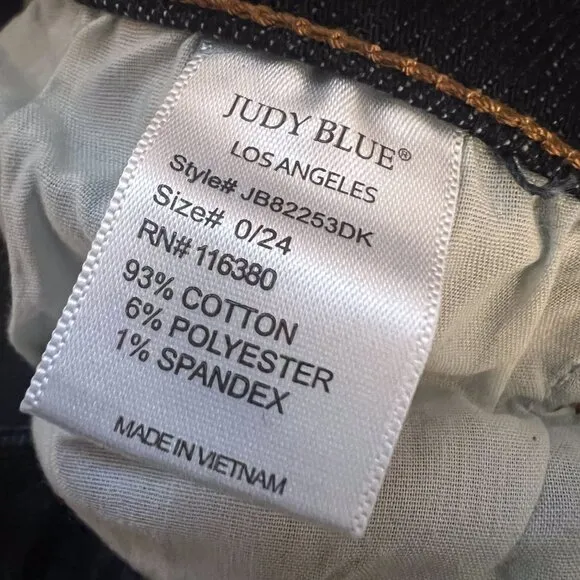 JUDY BLUE®
LOS ANGELES
Style# JB82253DK
Size# 0/24
RN# 116380
93% COTTON
6% POLYESTER
1% SPANDEX
MADE IN VIETNAM